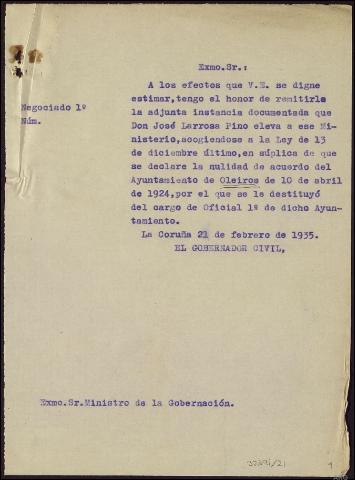 Exmo.Sr.:
A los efectos que V.E. se digne
estimar,tengo el honor de remitirle
la adjunta instancia documentada que
Don José Larrosa Pino eleva a ese Mi-
nisterio,acogiendose a la Ley de 13
de diciembre último,en súplica de que
se declare la nulidad de acuerdo del
Ayuntamiento de Oleiros de 10 de abril
de 1924,por el que se le destituyó
del cargo de Oficial 1º de dicho Ayun-
tamiento.
La Coruña 21 de febrero de 1935.
EL GOBERNADOR CIVIL,
Negociado 1º
Núm.
Exmo.Sr.Ministro de la Gobernación.
1